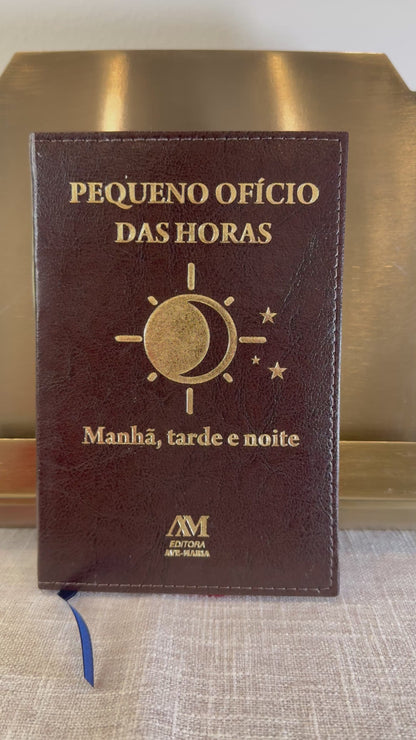 PEQUENO OFÍCIO
DAS HORAS
Manhã, tarde e noite
AM
EDITORA
AVE-MARIA